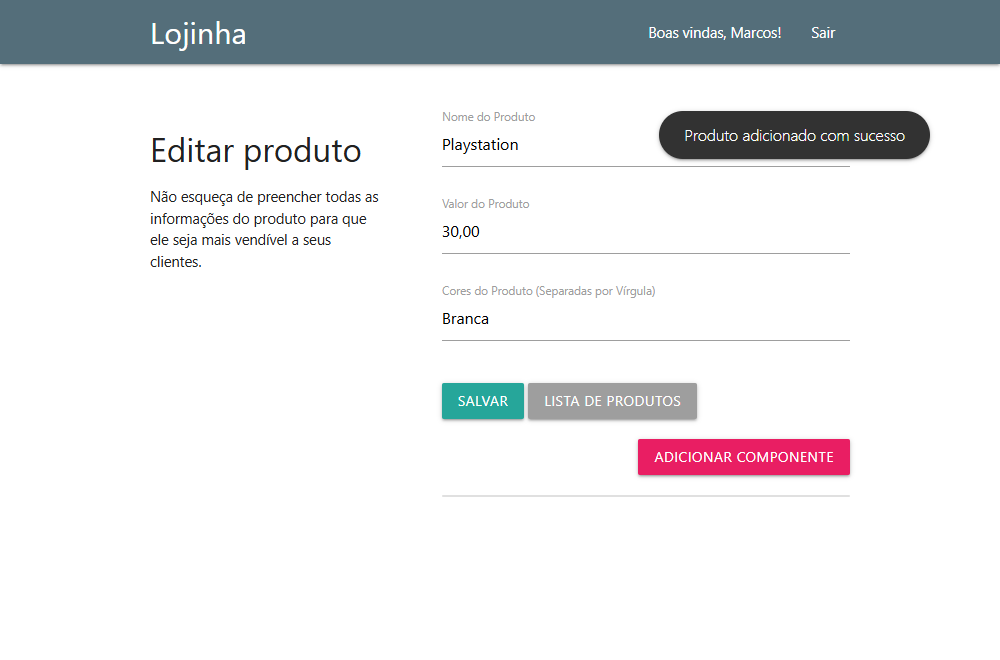 Lojinha
Boas vindas, Marcos!
Sair
Editar produto
Não esqueça de preencher todas as
informações do produto para que
ele seja mais vendível a seus
clientes.
Nome do Produto
Playstation
Produto adicionado com sucesso
Valor do Produto
30,00
Cores do Produto (Separadas por Vírgula)
Branca
SALVAR
LISTA DE PRODUTOS
ADICIONAR COMPONENTE